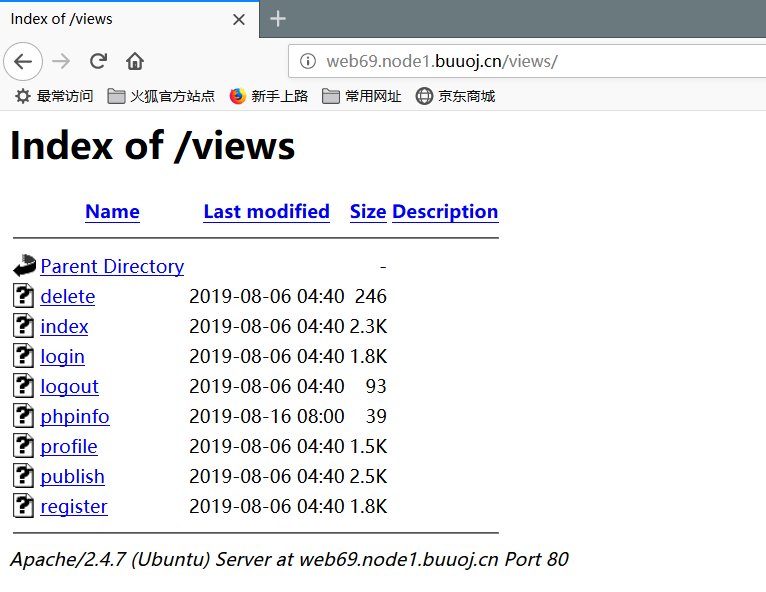 Index of /views
web69.node1.buuoj.cn/views/
最常访问 火狐官方站点 新手上路 常用网址 京东商城
Index of /views
Name Last modified Size Description
Parent Directory -
delete 2019-08-06 04:40 246
index 2019-08-06 04:40 2.3K
login 2019-08-06 04:40 1.8K
logout 2019-08-06 04:40 93
phpinfo 2019-08-16 08:00 39
profile 2019-08-06 04:40 1.5K
publish 2019-08-06 04:40 2.5K
register 2019-08-06 04:40 1.8K
Apache/2.4.7 (Ubuntu) Server at web69.node1.buuoj.cn Port 80